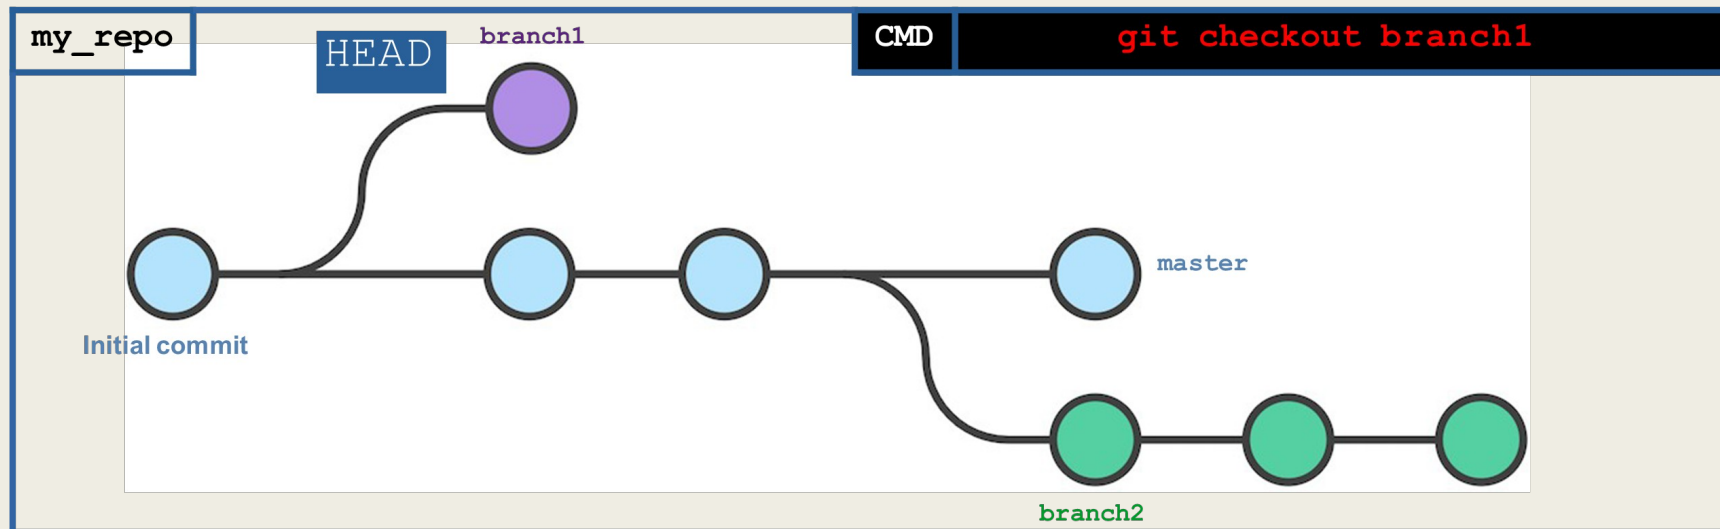 my_repo
HEAD
branch1
CMD
git checkout branch1
master
Initial commit
branch2